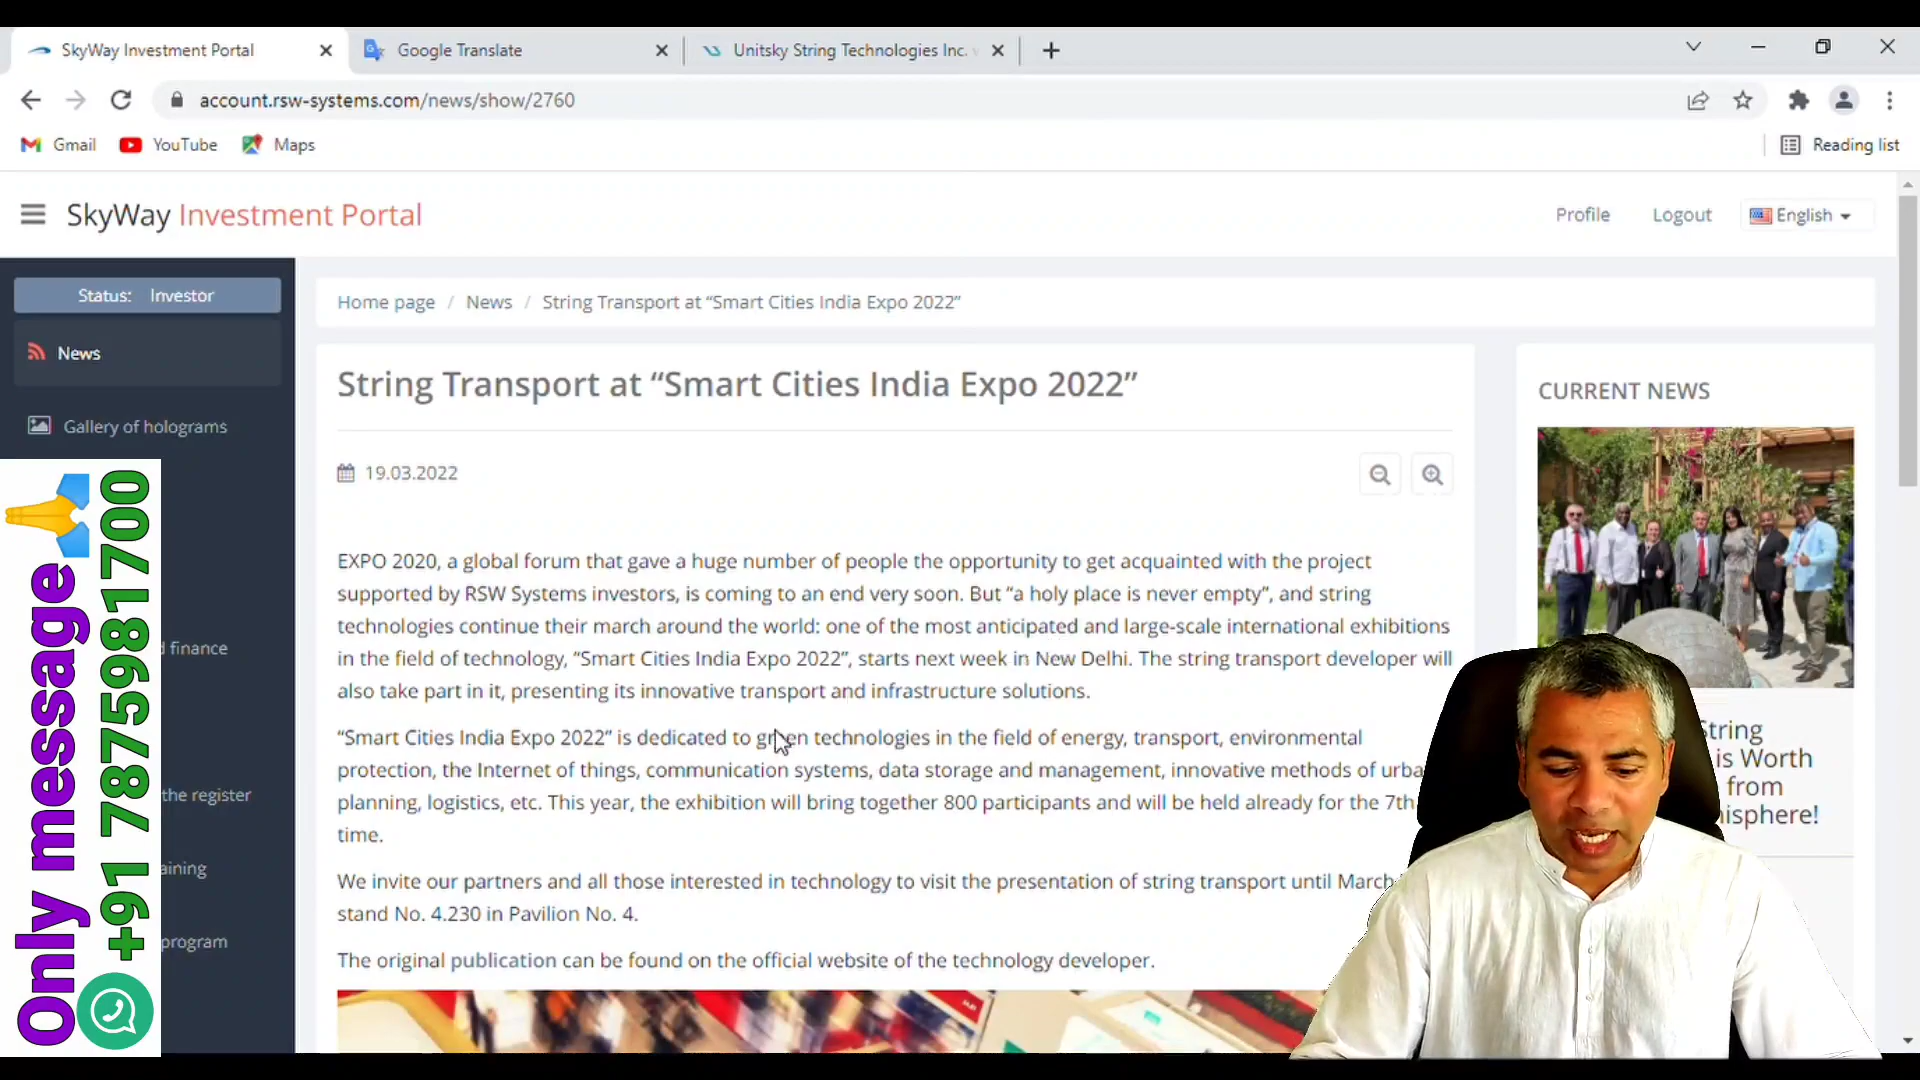 SkyWay Investment Portal
Google Translate
Unitsky String Technologies Inc.
account.rsw-systems.com/news/show/2760
Gmail
YouTube
Maps
Reading list
SkyWay Investment Portal
Profile
Logout
English
Status: Investor
News
Gallery of holograms
finance
the register
program
Home page / News / String Transport at “Smart Cities India Expo 2022”
String Transport at “Smart Cities India Expo 2022”
19.03.2022
EXPO 2020, a global forum that gave a huge number of people the opportunity to get acquainted with the project
supported by RSW Systems investors, is coming to an end very soon. But “a holy place is never empty”, and string
technologies continue their march around the world: one of the most anticipated and large-scale international exhibitions
in the field of technology, “Smart Cities India Expo 2022”, starts next week in New Delhi. The string transport developer will
also take part in it, presenting its innovative transport and infrastructure solutions.
“Smart Cities India Expo 2022” is dedicated to green technologies in the field of energy, transport, environmental
protection, the Internet of things, communication systems, data storage and management, innovative methods of
planning, logistics, etc. This year, the exhibition will bring together 800 participants and will be held already for the 7th
time.
We invite our partners and all those interested in technology to visit the presentation of string transport until March
stand No. 4.230 in Pavilion No. 4.
The original publication can be found on the official website of the technology developer.
CURRENT NEWS
String
is Worth
from
Only message
+91 7875981700